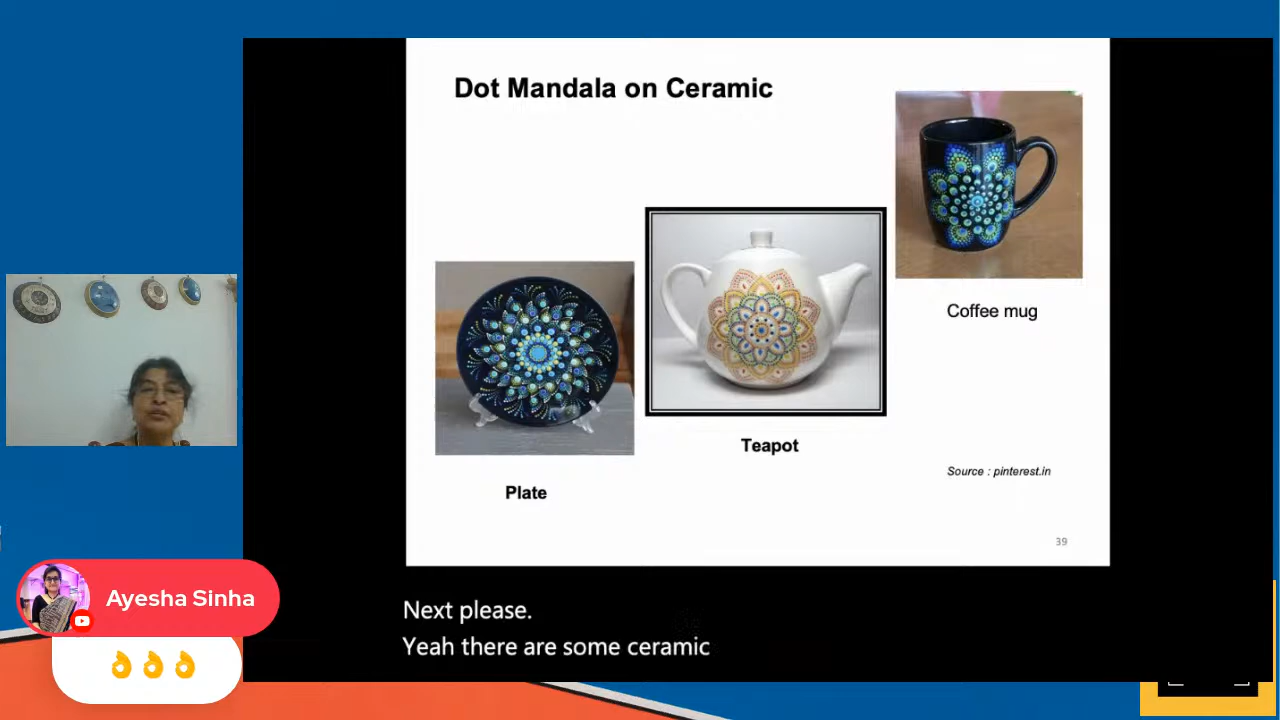 Dot Mandala on Ceramic
Coffee mug
Teapot
Source : pinterest.in
Plate
39
Ayesha Sinha
👌👌👌
Next please.
Yeah there are some ceramic